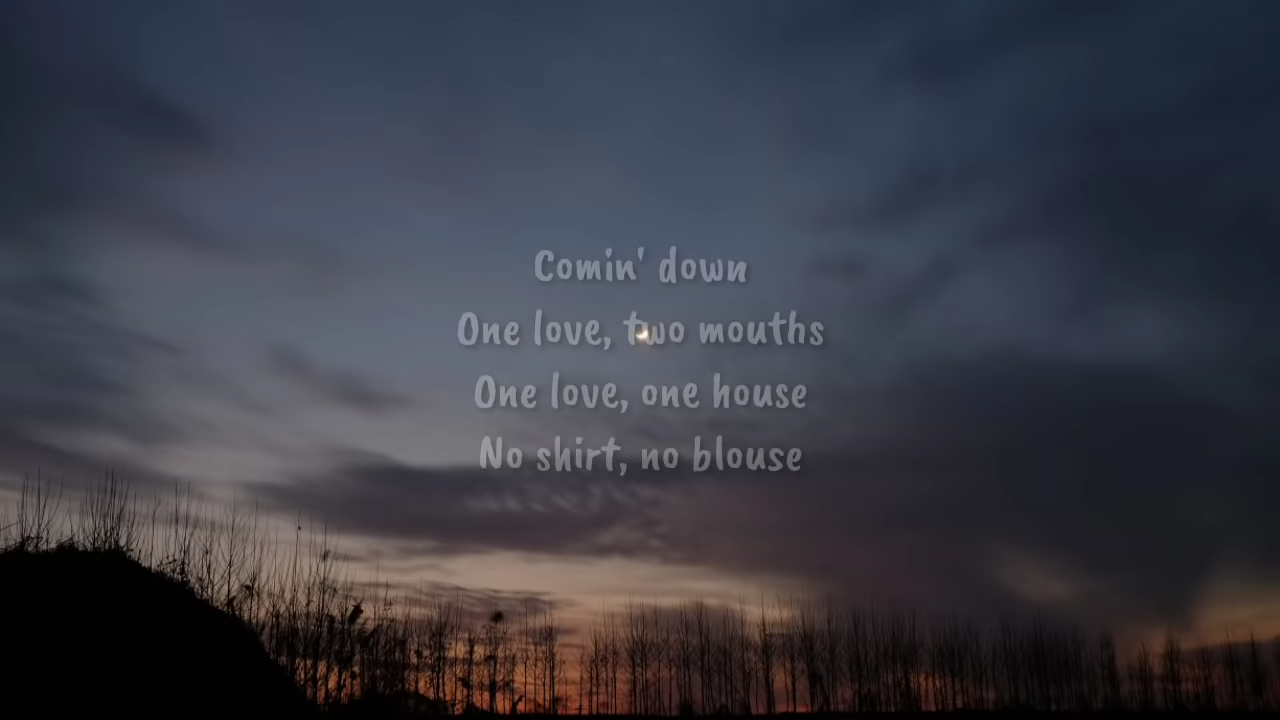 Comin' down
One love, two mouths
One love, one house
No shirt, no blouse